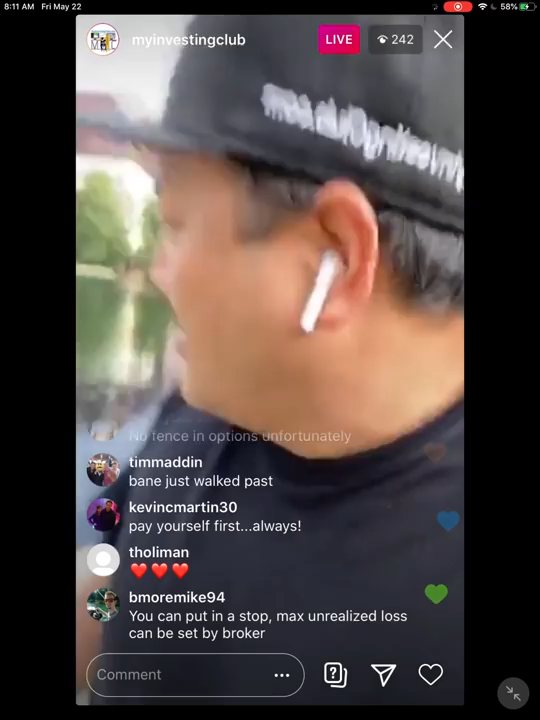 8:11 AM Fri May 22
58%
myinvestingclub
LIVE
242
No fence in options unfortunately
timmaddin
bane just walked past
kevincmartin30
pay yourself first...always!
tholiman
bmoremike94
You can put in a stop, max unrealized loss
can be set by broker
Comment